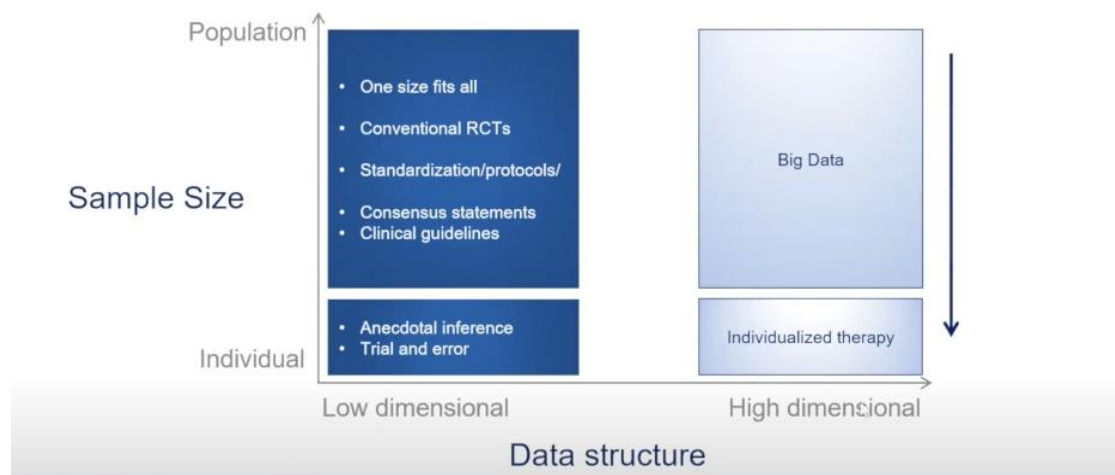 Population
• One size fits all
• Conventional RCTs
• Standardization/protocols/
• Consensus statements
• Clinical guidelines
Big Data
Sample Size
• Anecdotal inference
• Trial and error
Individualized therapy
Individual
Low dimensional
High dimensional
Data structure